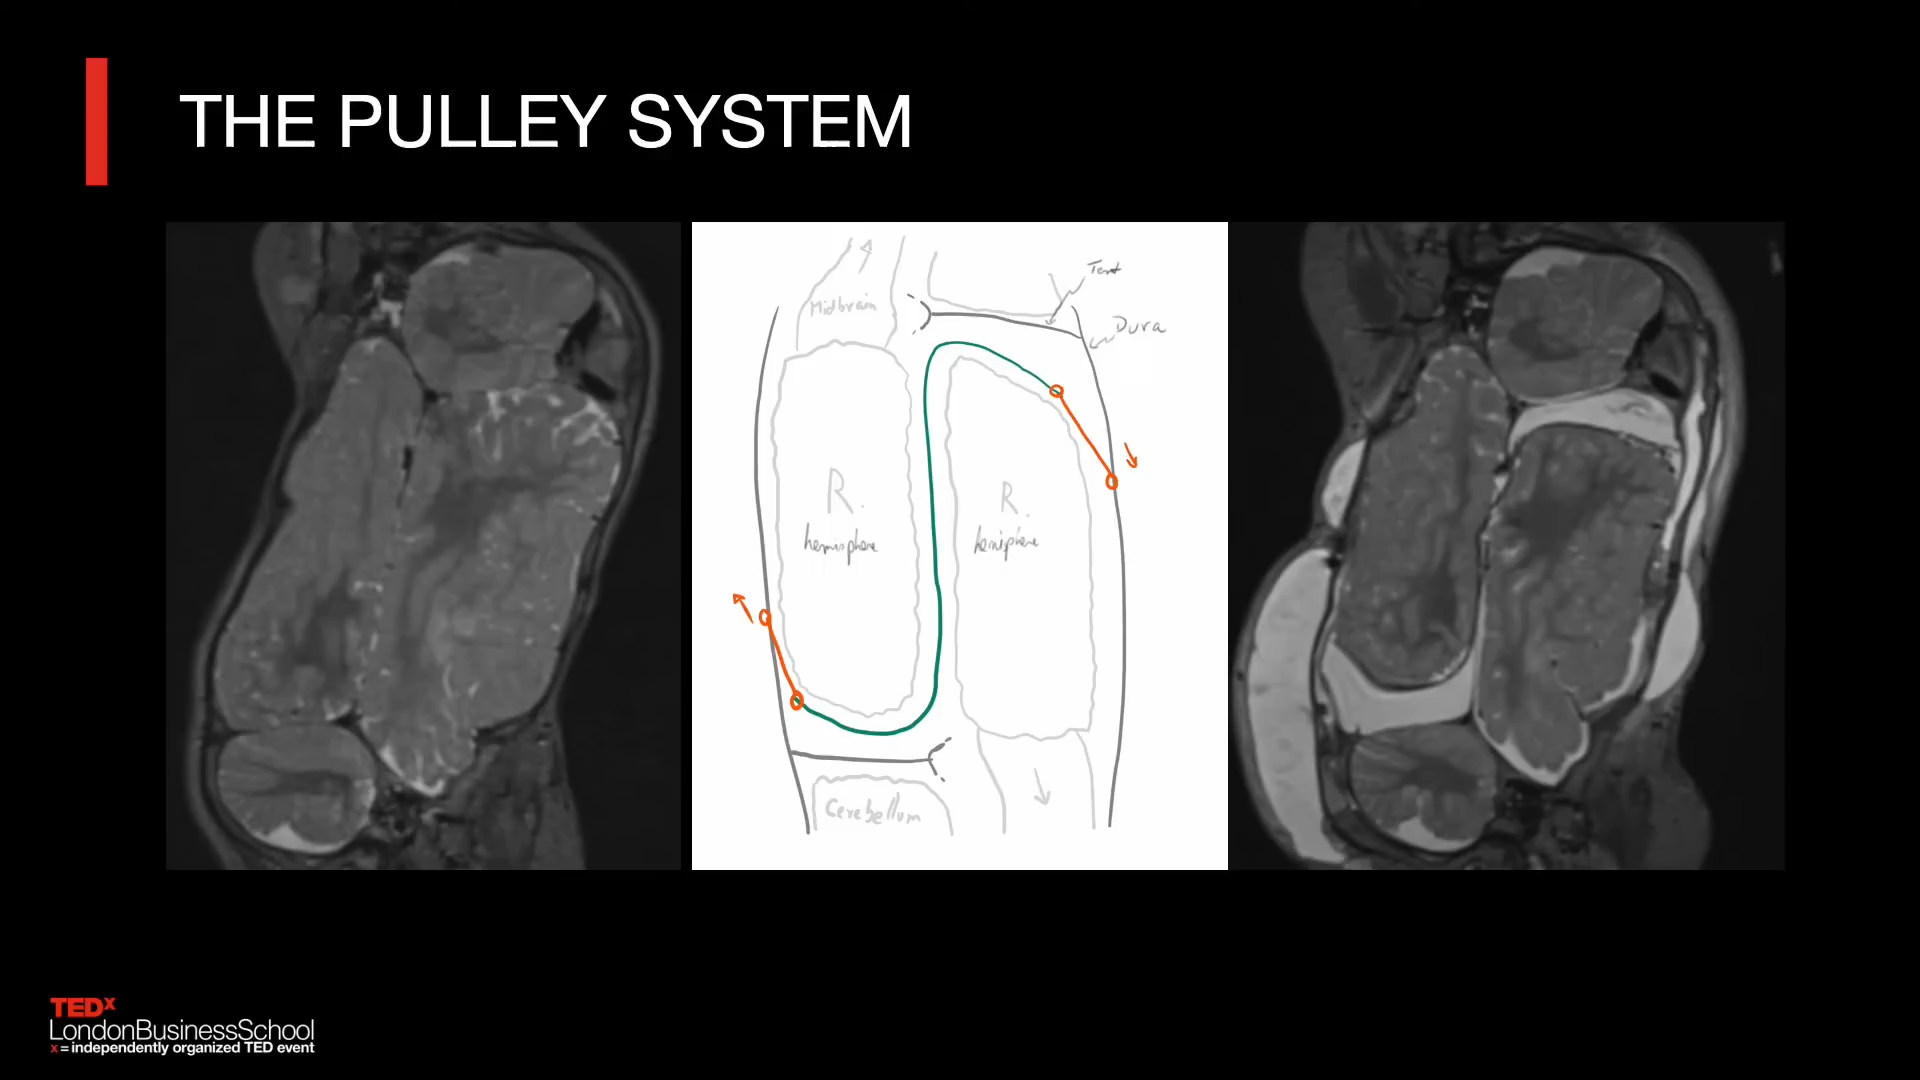 THE PULLEY SYSTEM
Tent
Midbrain
Dura
R.
hemisphere
R.
hemisphere
Cerebellum
TEDx
LondonBusinessSchool
x = independently organized TED event